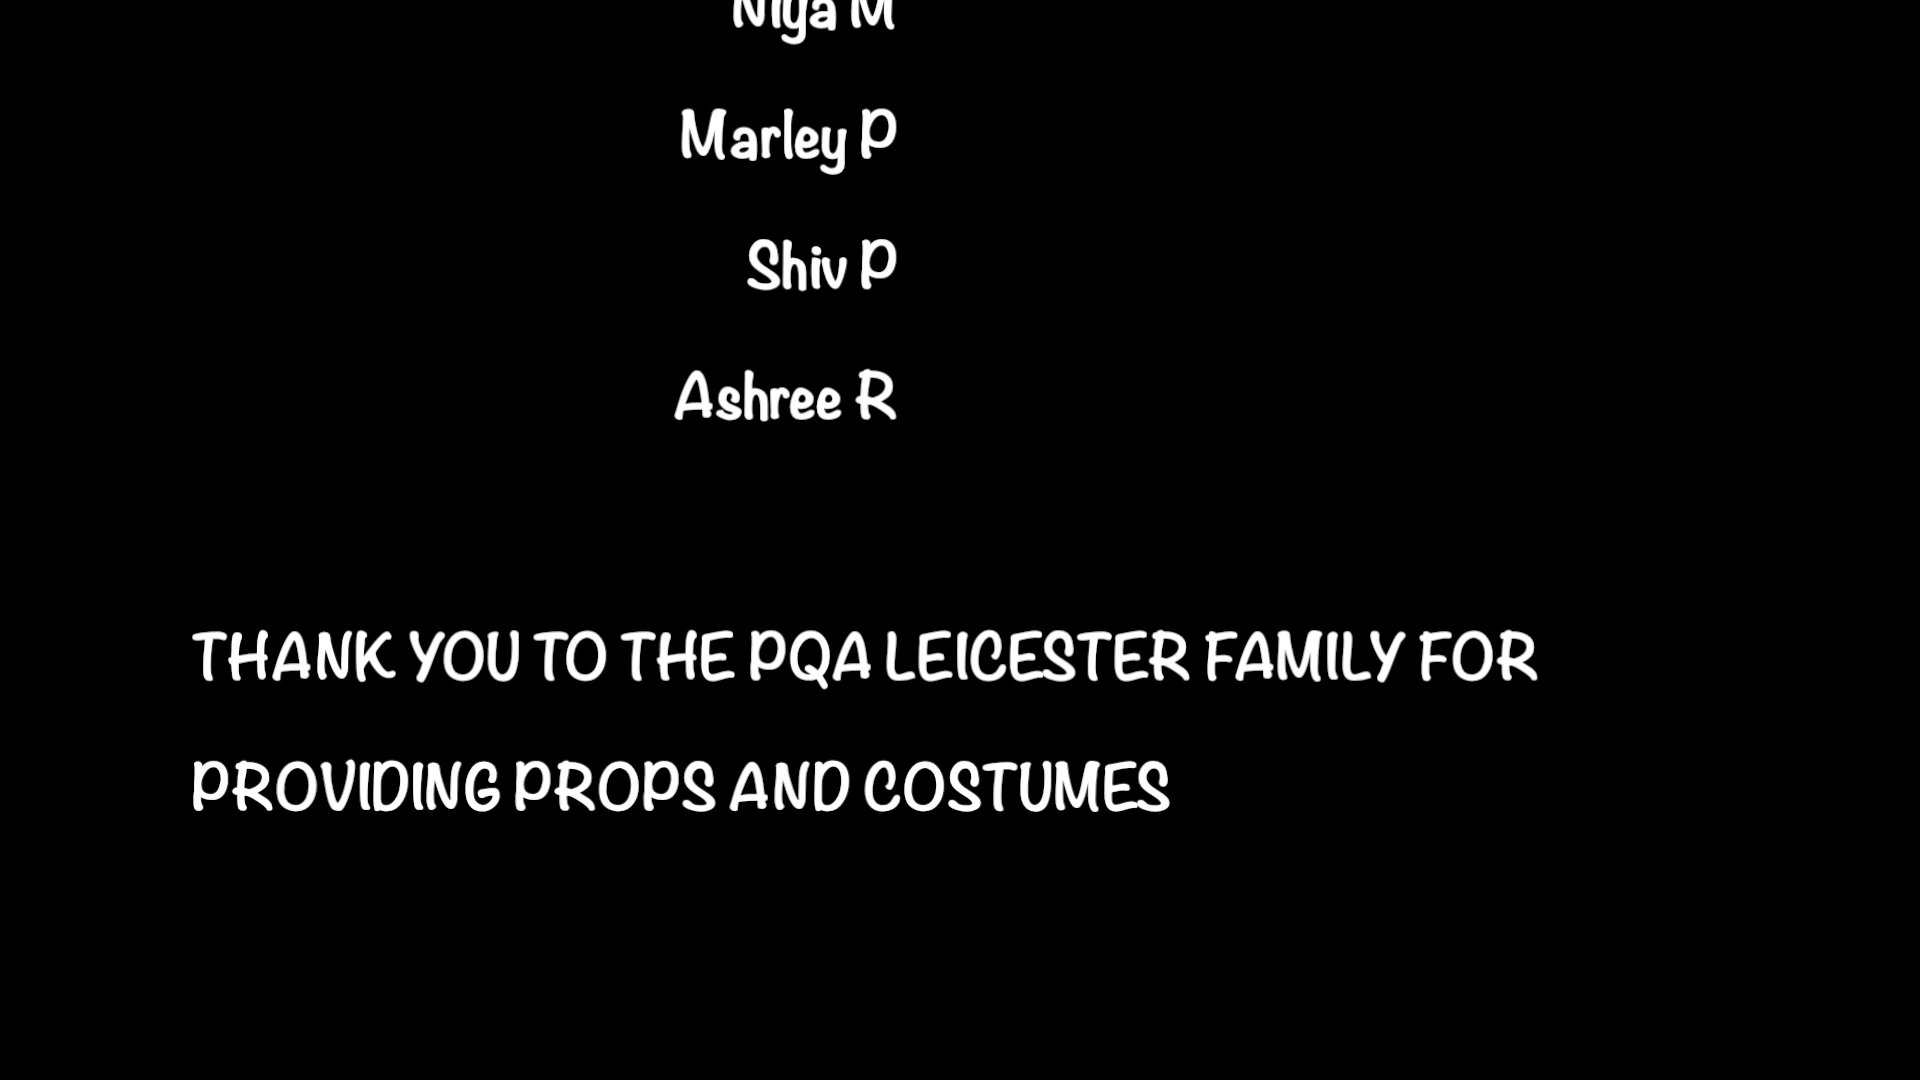 Niya M
Marley P
Shiv P
Ashree R
THANK YOU TO THE PQA LEICESTER FAMILY FOR
PROVIDING PROPS AND COSTUMES